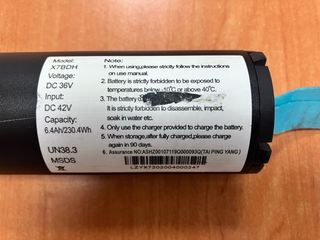 Model:
X7BDH
Voltage:
DC 36V
Input:
DC 42V
Capacity:
6.4Ah/230.4Wh
UN38.3
MSDS
Note:
1. When using,please strictly follow the instructions
on use manual.
2. Battery is strictly forbidden to be exposed to
temperatures below -10°C or above 40°C.
3. The battery
It is strictly forbidden to disassemble, impact,
soak in water etc.
4. Only use the charger provided to charge the battery.
5. When storage,after fully charged,please charge
again in 90 days.
6. Assurance NO:ASHZ00107119Q000093Q(TAI PING YANG)
LZYX7202004000247